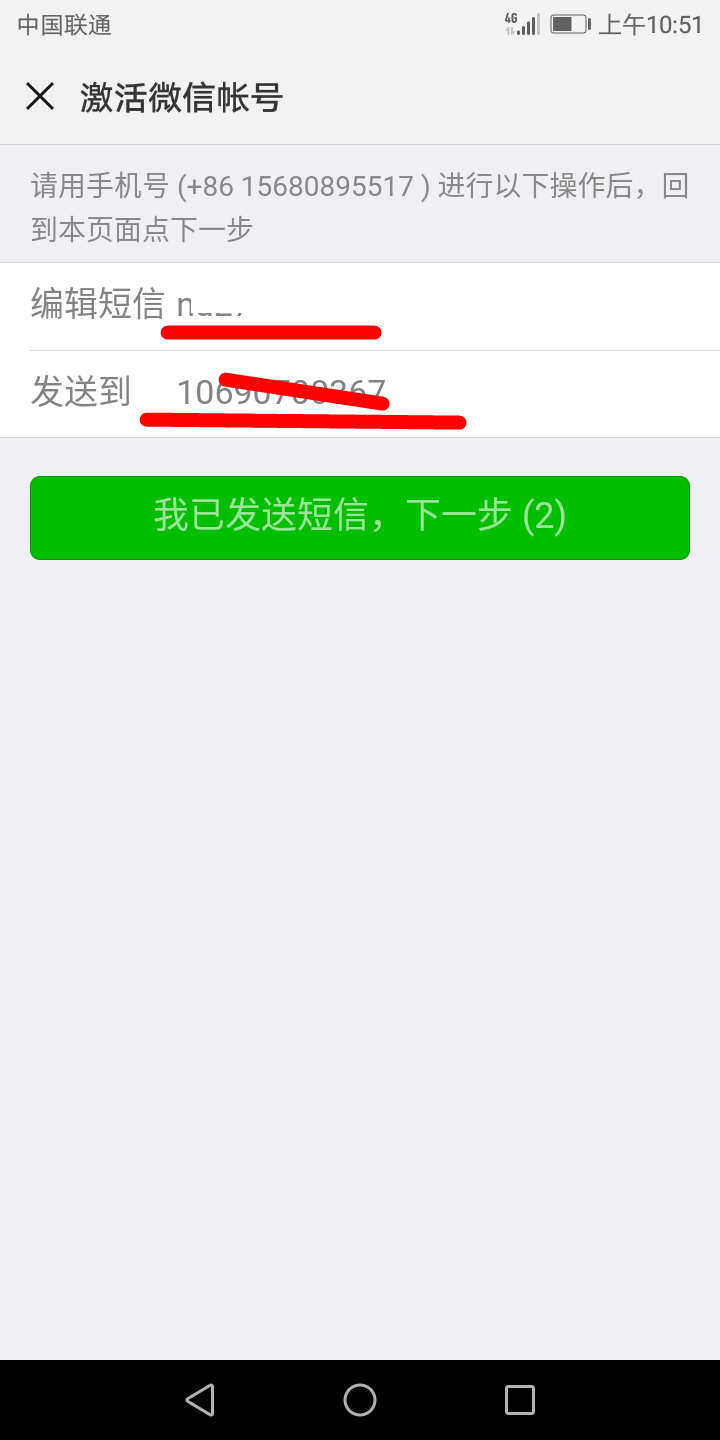 中国联通 4G 上午10:51
激活微信帐号
请用手机号 (+86 15680895517 ) 进行以下操作后，回
到本页面点下一步
编辑短信
发送到
我已发送短信，下一步 (2)